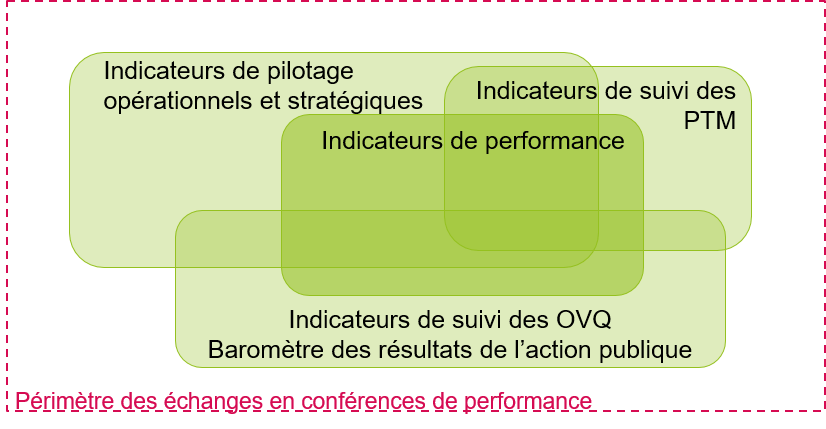 Indicateurs de pilotage
opérationnels et stratégiques
Indicateurs de suivi des
PTM
Indicateurs de performance
Indicateurs de suivi des OVQ
Baromètre des résultats de l’action publique
Périmètre des échanges en conférences de performance